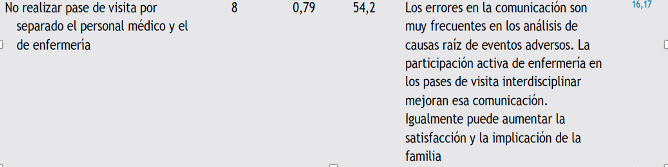 No realizar pase de visita por separado el personal médico y el de enfermería
8
0,79
54,2
Los errores en la comunicación son
muy frecuentes en los análisis de
causas raíz de eventos adversos. La
participación activa de enfermería en
los pases de visita interdisciplinar
mejoran esa comunicación.
Igualmente puede aumentar la
satisfacción y la implicación de la
familia
16,17